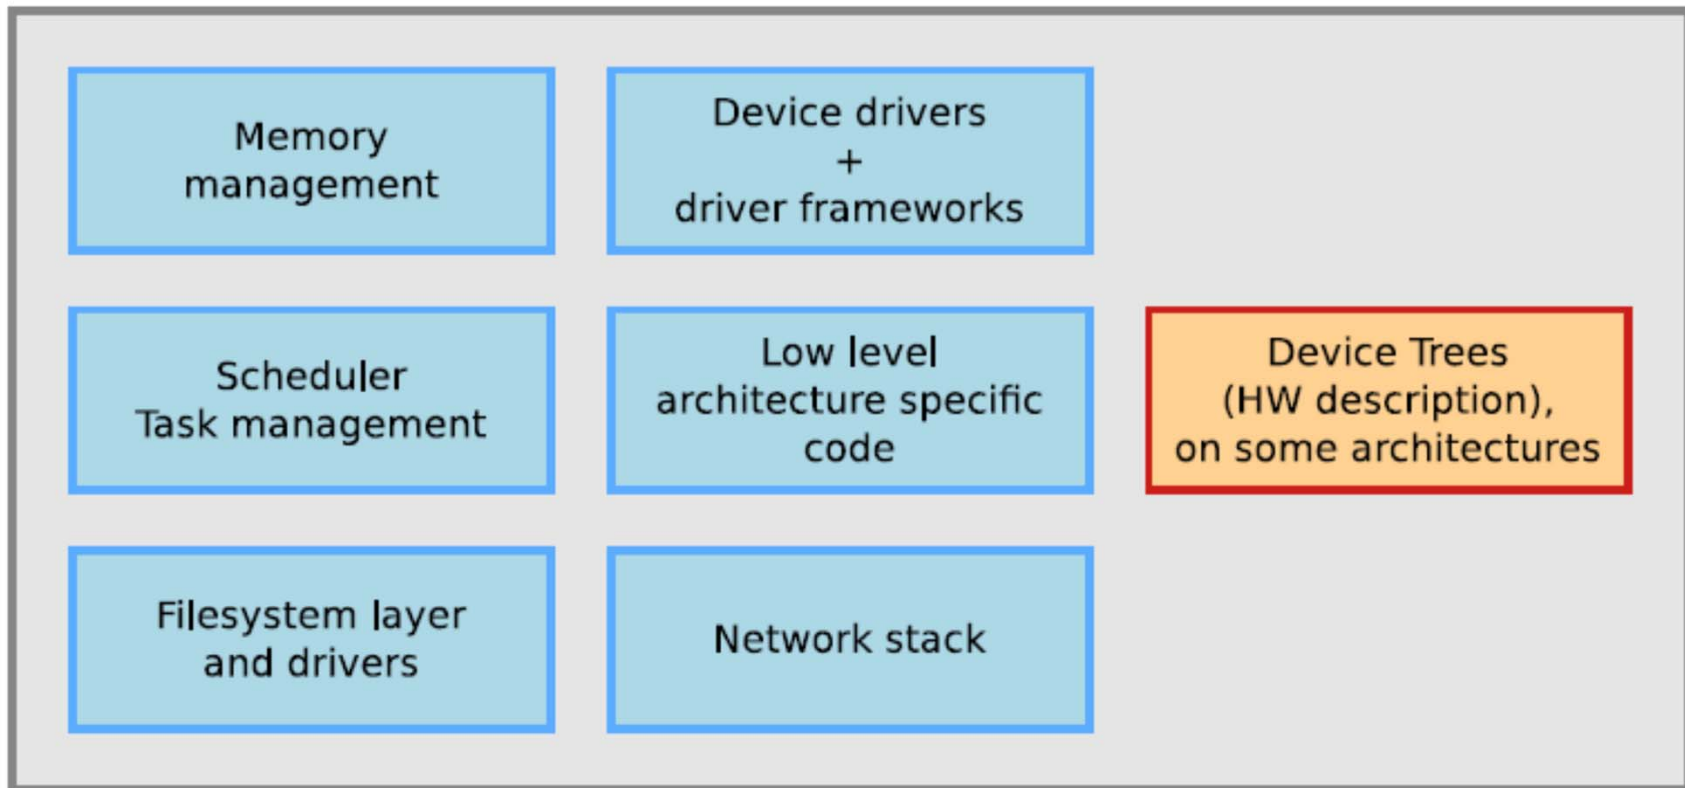 Memory
management
Device drivers
+
driver frameworks
Scheduler
Task management
Low level
architecture specific
code
Device Trees
(HW description),
on some architectures
Filesystem layer
and drivers
Network stack